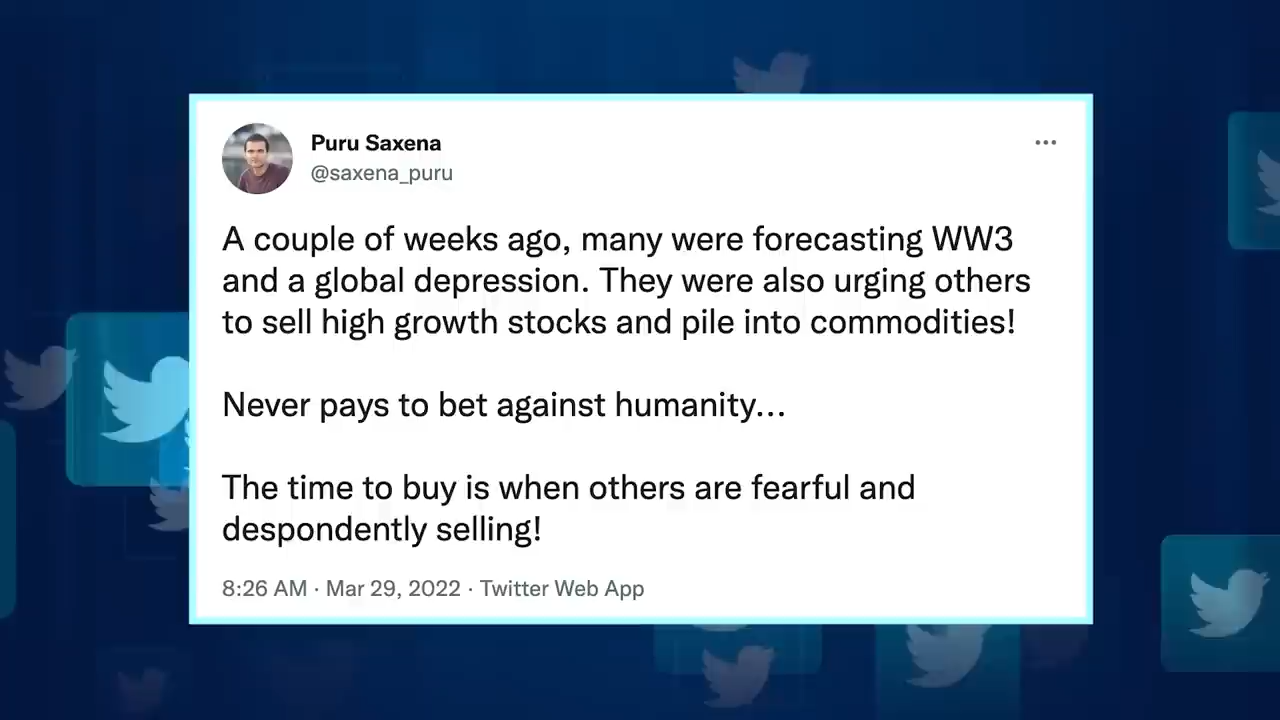 Puru Saxena
@saxena_puru
A couple of weeks ago, many were forecasting WW3
and a global depression. They were also urging others
to sell high growth stocks and pile into commodities!
Never pays to bet against humanity...
The time to buy is when others are fearful and
despondently selling!
8:26 AM · Mar 29, 2022 · Twitter Web App